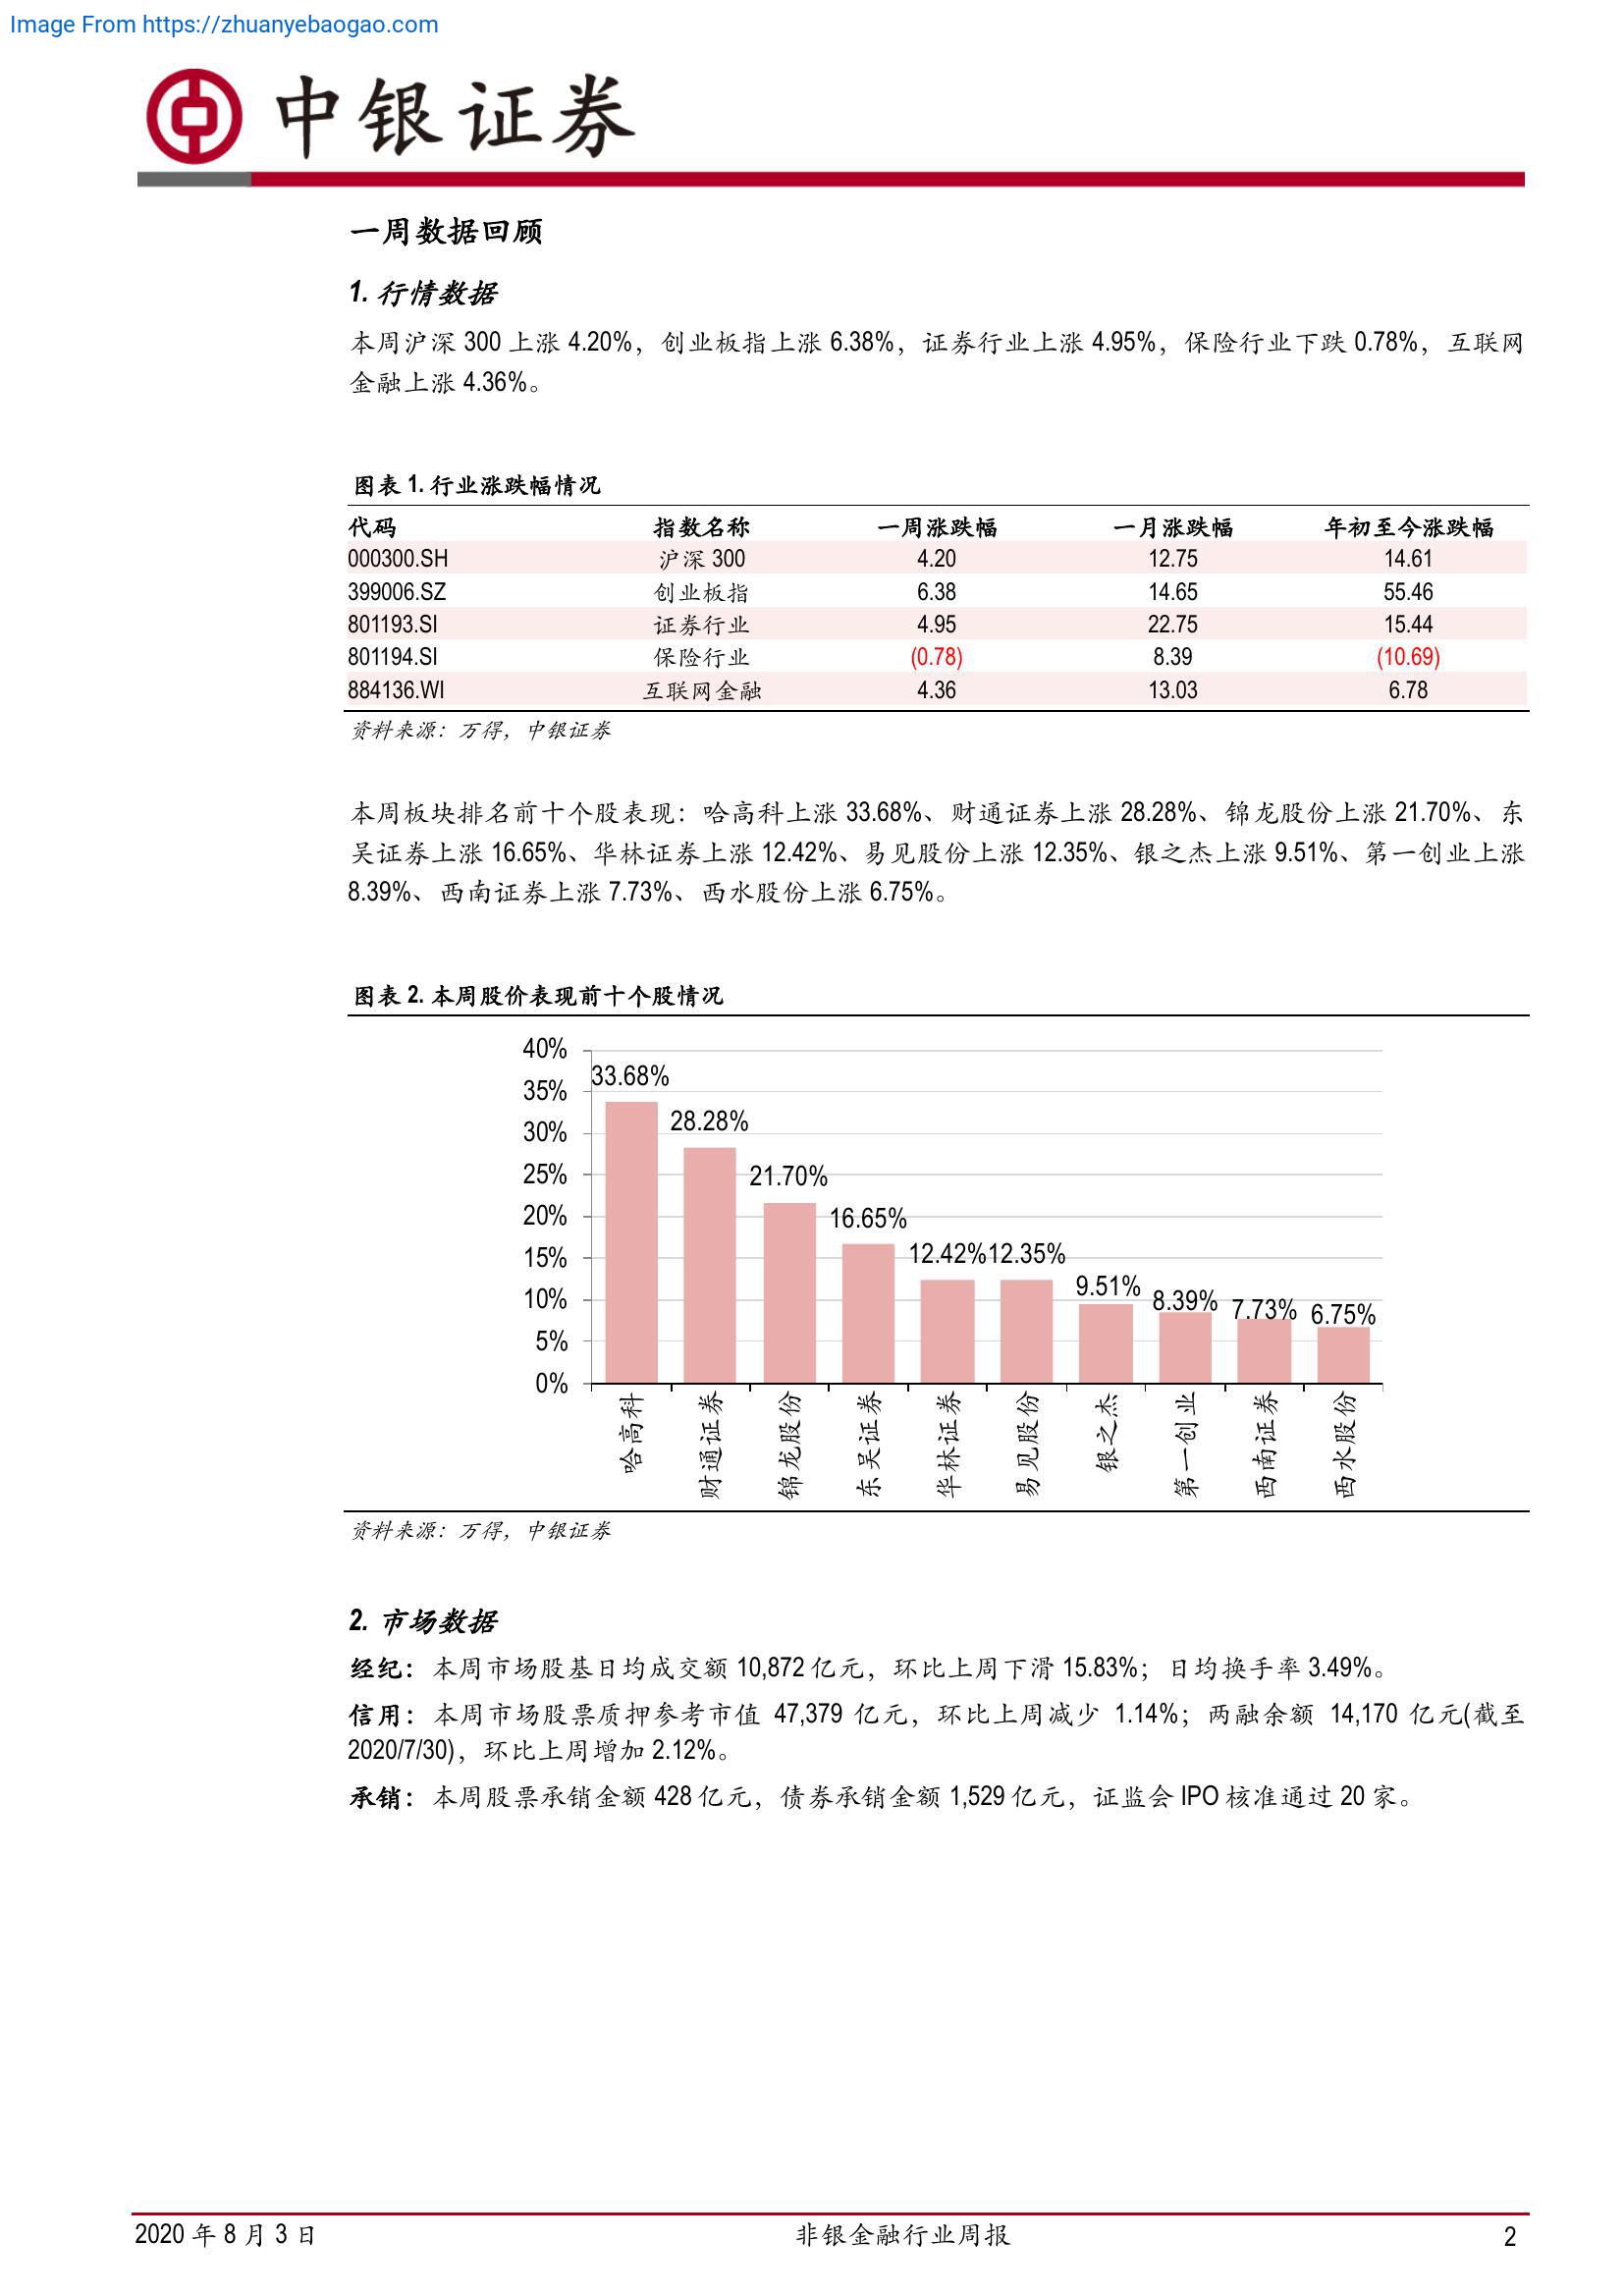 Image From https://zhuanyebaogao.com
中银证券
一周数据回顾
1. 行情数据
本周沪深 300 上涨 4.20%，创业板指上涨 6.38%，证券行业上涨 4.95%，保险行业下跌 0.78%，互联网
金融上涨 4.36%。
图表 1. 行业涨跌幅情况
代码 指数名称 一周涨跌幅 一月涨跌幅 年初至今涨跌幅
000300.SH 沪深 300 4.20 12.75 14.61
399006.SZ 创业板指 6.38 14.65 55.46
801193.SI 证券行业 4.95 22.75 15.44
801194.SI 保险行业 (0.78) 8.39 (10.69)
884136.WI 互联网金融 4.36 13.03 6.78
资料来源：万得，中银证券
本周板块排名前十个股表现：哈高科上涨 33.68%、财通证券上涨 28.28%、锦龙股份上涨 21.70%、东
吴证券上涨 16.65%、华林证券上涨 12.42%、易见股份上涨 12.35%、银之杰上涨 9.51%、第一创业上涨
8.39%、西南证券上涨 7.73%、西水股份上涨 6.75%。
图表 2. 本周股价表现前十个股情况
40%
35%
30%
25%
20%
15%
10%
5%
0%
33.68%
28.28%
21.70%
16.65%
12.42%
12.35%
9.51%
8.39%
7.73%
6.75%
哈高科
财通证券
锦龙股份
东吴证券
华林证券
易见股份
银之杰
第一创业
西南证券
西水股份
资料来源：万得，中银证券
2. 市场数据
经纪：本周市场股基日均成交额 10,872 亿元，环比上周下滑 15.83%；日均换手率 3.49%。
信用：本周市场股票质押参考市值 47,379 亿元，环比上周减少 1.14%；两融余额 14,170 亿元(截至
2020/7/30)，环比上周增加 2.12%。
承销：本周股票承销金额 428 亿元，债券承销金额 1,529 亿元，证监会 IPO 核准通过 20 家。
2020 年 8 月 3 日 非银金融行业周报 2